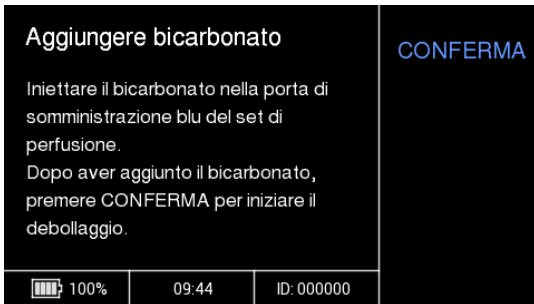 Aggiungere bicarbonato
CONFERMA
Iniettare il bicarbonato nella porta di
somministrazione blu del set di
perfusione.
Dopo aver aggiunto il bicarbonato,
premere CONFERMA per iniziare il
debollaggio.
100%
09:44
ID: 000000